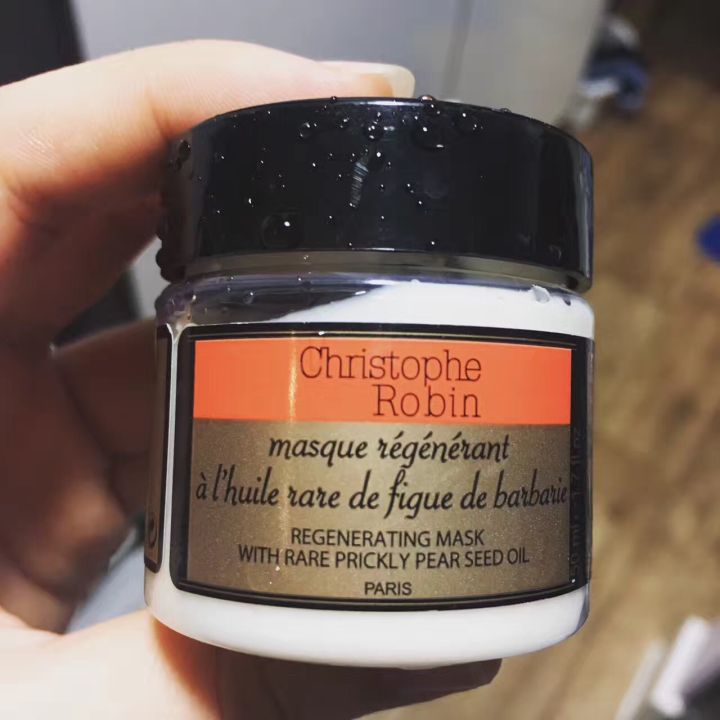 Christophe
Robin
masque régénérant
à l'huile rare de figue de barbarie
REGENERATING MASK
WITH RARE PRICKLY PEAR SEED OIL
PARIS